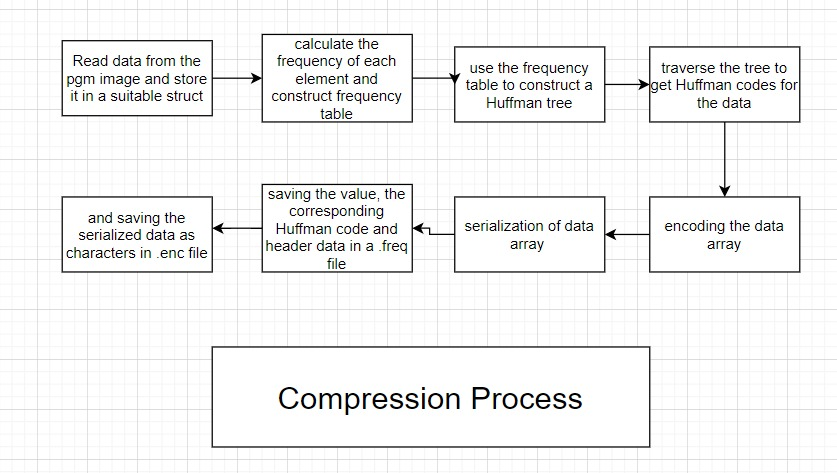 Read data from the
pgm image and store
it in a suitable struct
calculate the
frequency of each
element and
construct frequency
table
use the frequency
table to construct a
Huffman tree
traverse the tree to
get Huffman codes for
the data
encoding the data
array
serialization of data
array
saving the value, the
corresponding
Huffman code and
header data in a .freq
file
and saving the
serialized data as
characters in .enc file
Compression Process